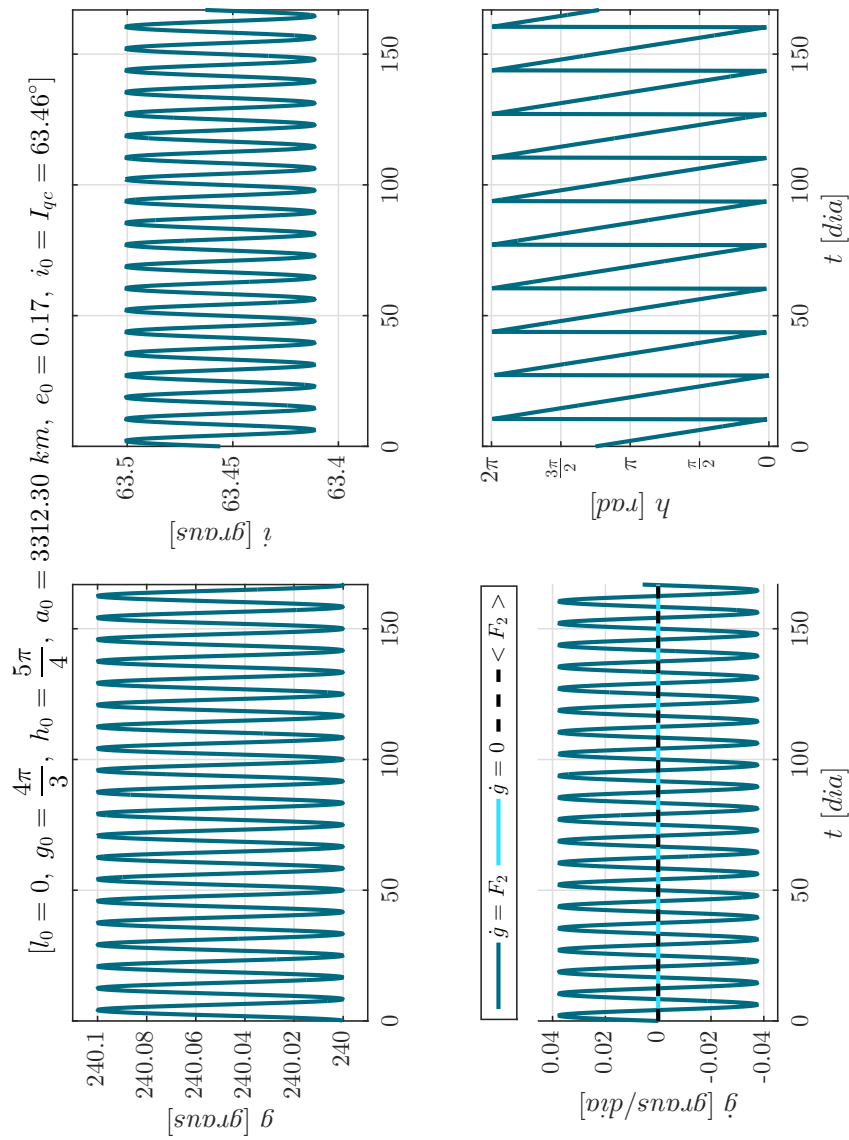 [l₀ = 0, g₀ = 4π/3, h₀ = 5π/4, a₀ = 3312.30 km, e₀ = 0.17, i₀ = I_qc = 63.46°]
g [graus]
240.1
240.08
240.06
240.04
240.02
240
0
50
100
150
i [graus]
63.5
63.45
63.4
0
50
100
150
ġ = F₂
ġ = 0
< F₂ >
ġ [graus/dia]
0.04
0.02
0
-0.02
-0.04
0
50
100
150
t [dia]
h [rad]
2π
3π/2
π
π/2
0
0
50
100
150
t [dia]